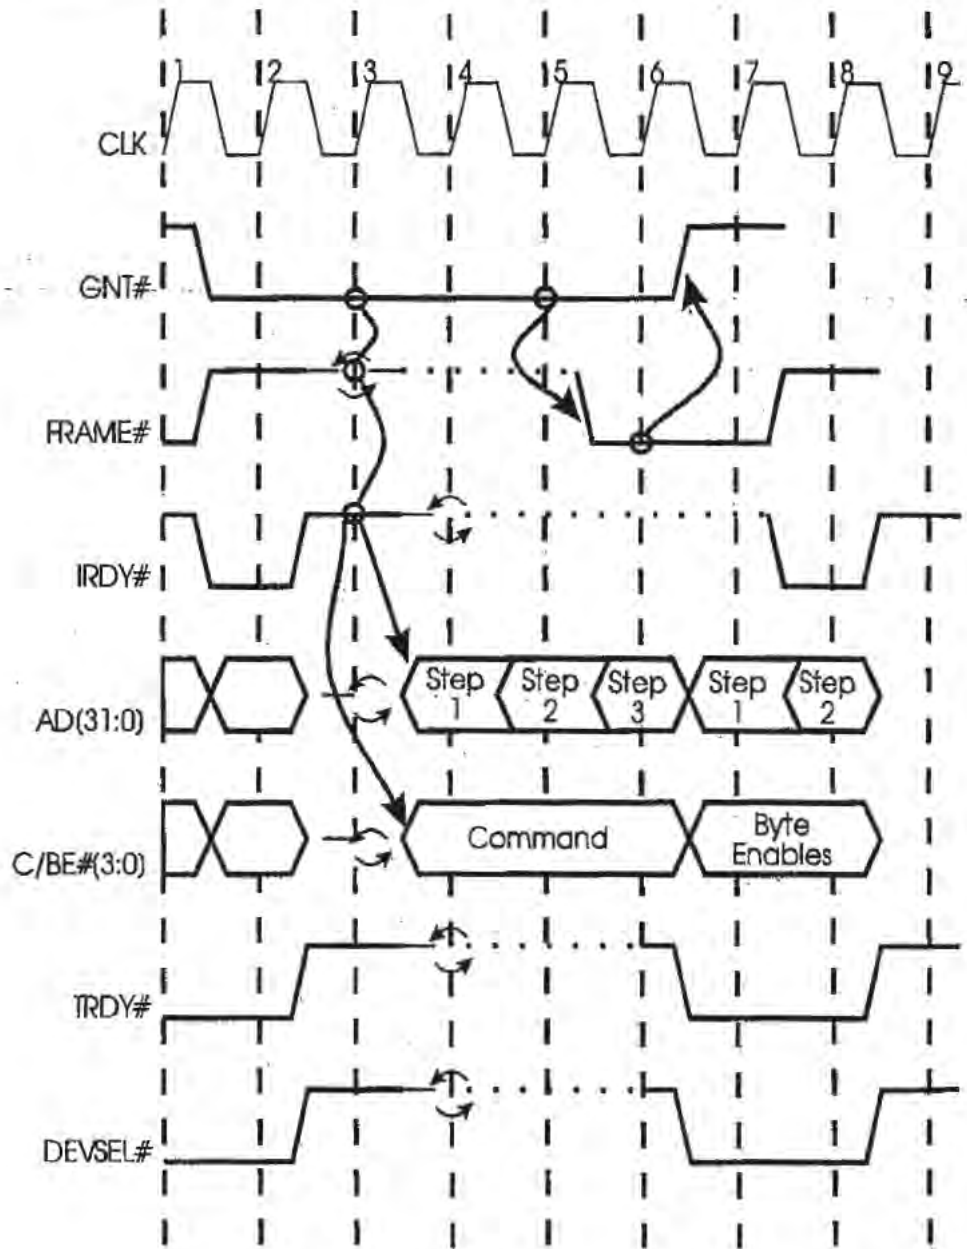 1 2 3 4 5 6 7 8 9
CLK
GNT#
FRAME#
IRDY#
AD(31:0)
Step 1
Step 2
Step 3
Step 1
Step 2
C/BE#(3:0)
Command
Byte
Enables
TRDY#
DEVSEL#